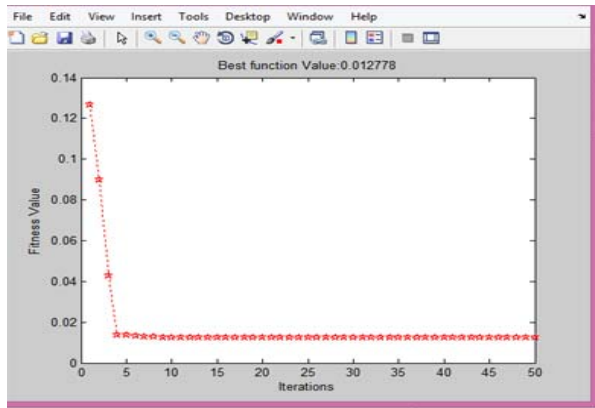 File Edit View Insert Tools Desktop Window Help
Best function Value:0.012778
0.14
0.12
0.1
0.08
0.06
0.04
0.02
0
Fitness Value
0 5 10 15 20 25 30 35 40 45 50
Iterations